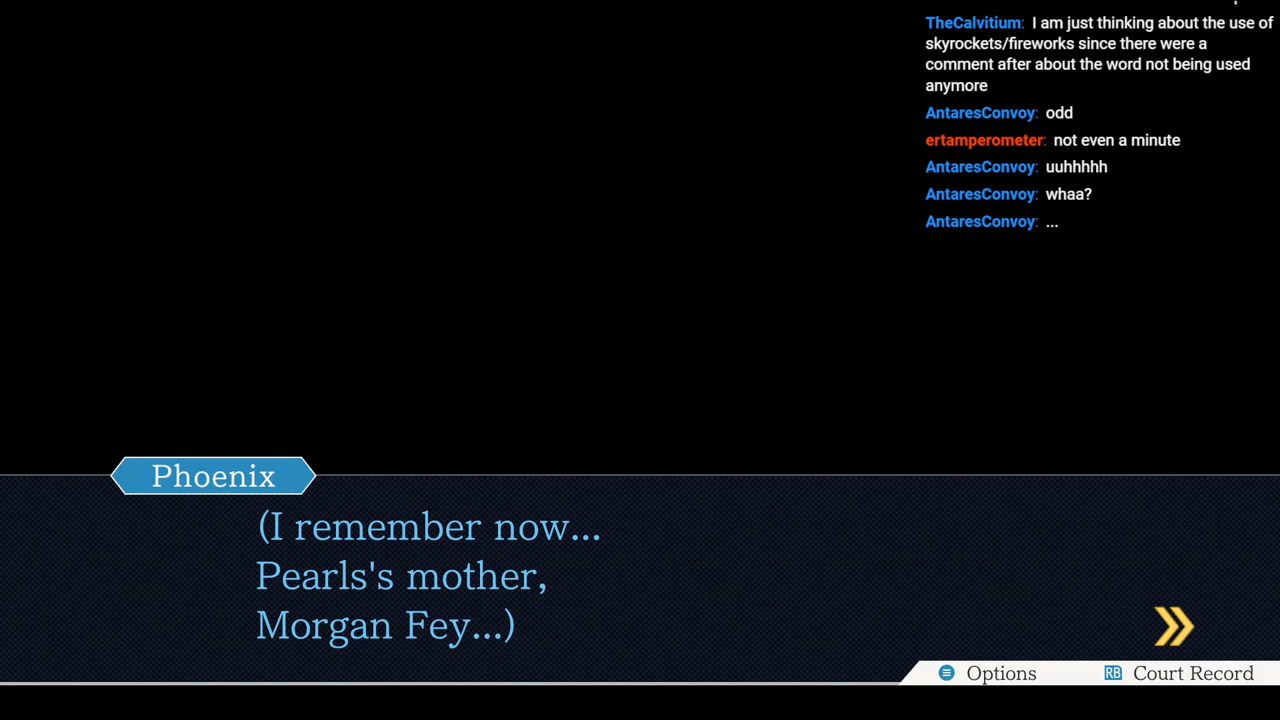 TheCalvitium: I am just thinking about the use of
skyrockets/fireworks since there were a
comment after about the word not being used
anymore
AntaresConvoy: odd
ertamperometer: not even a minute
AntaresConvoy: uuhhhhh
AntaresConvoy: whaa?
AntaresConvoy: ...
Phoenix
(I remember now...
Pearls's mother,
Morgan Fey...)
Options
RB Court Record